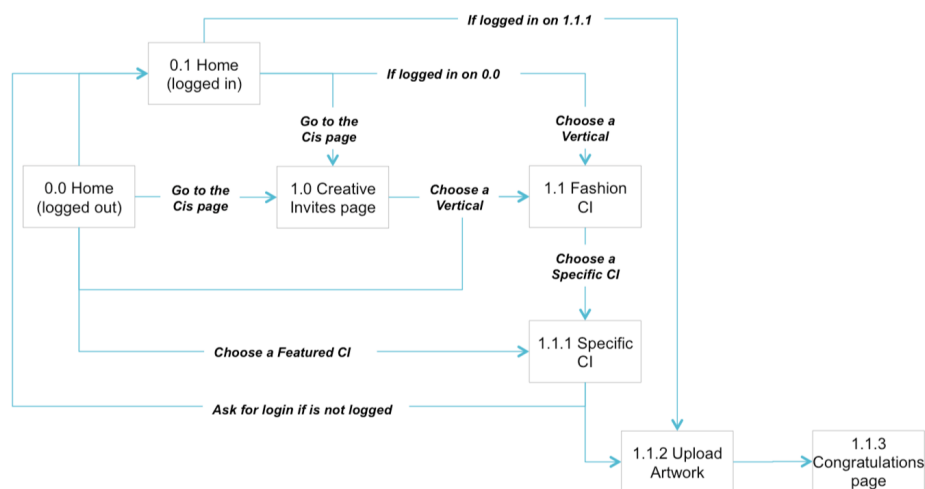 If logged in on 1.1.1
0.1 Home
(logged in)
If logged in on 0.0
Go to the
Cis page
Choose a
Vertical
0.0 Home
(logged out)
Go to the
Cis page
1.0 Creative
Invites page
Choose a
Vertical
1.1 Fashion
CI
Choose a
Specific CI
Choose a Featured CI
1.1.1 Specific
CI
Ask for login if is not logged
1.1.2 Upload
Artwork
1.1.3
Congratulations
page